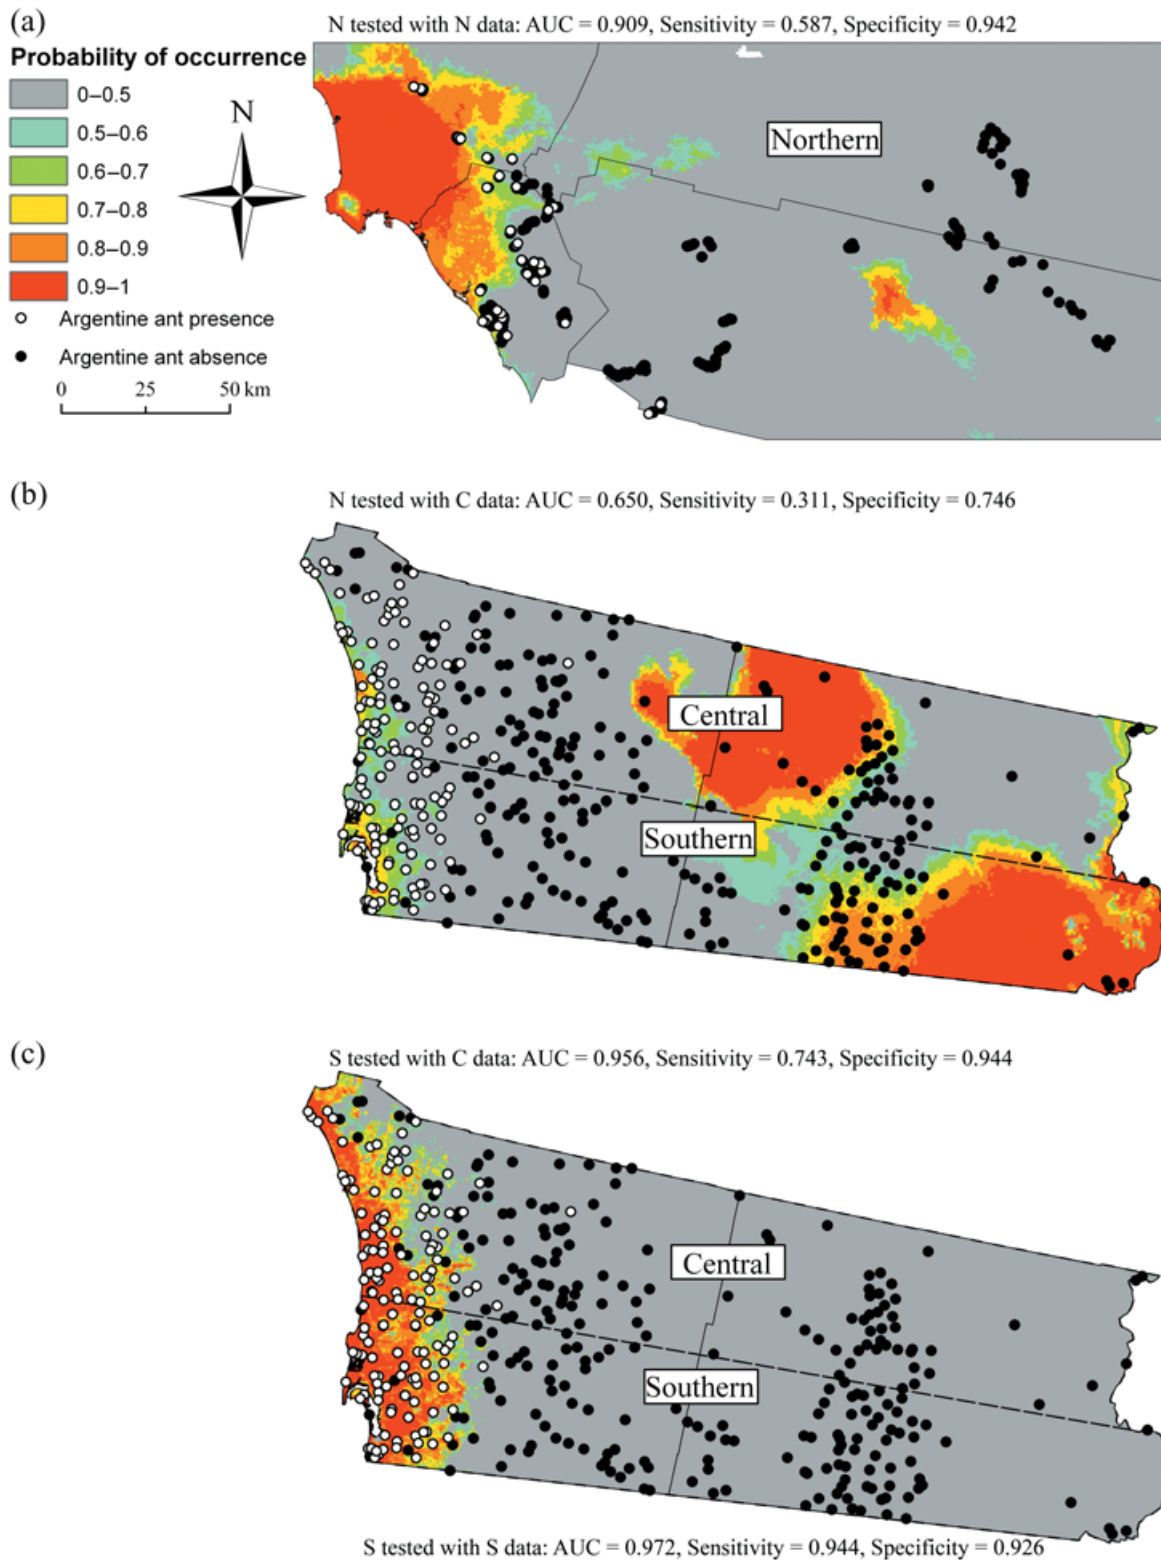 (a)
N tested with N data: AUC = 0.909, Sensitivity = 0.587, Specificity = 0.942
Probability of occurrence
0–0.5
0.5–0.6
0.6–0.7
0.7–0.8
0.8–0.9
0.9–1
Argentine ant presence
Argentine ant absence
0 25 50 km
N
Northern
(b)
N tested with C data: AUC = 0.650, Sensitivity = 0.311, Specificity = 0.746
Central
Southern
(c)
S tested with C data: AUC = 0.956, Sensitivity = 0.743, Specificity = 0.944
Central
Southern
S tested with S data: AUC = 0.972, Sensitivity = 0.944, Specificity = 0.926